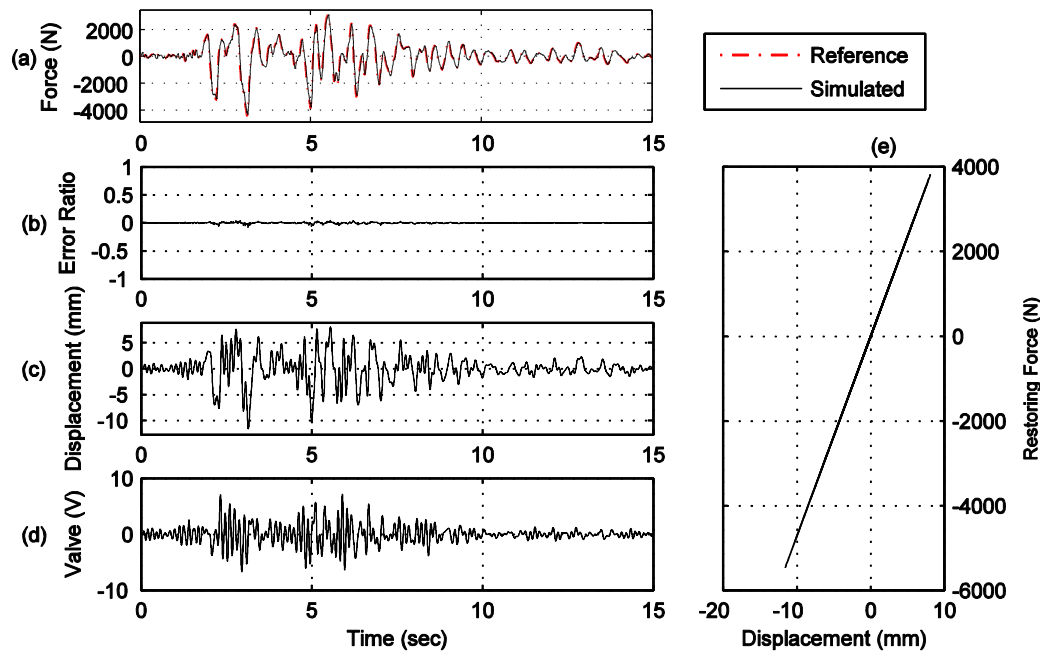 (a)
Force (N)
2000
0
-2000
-4000
0 5 10 15
Reference
Simulated
(b)
Error Ratio
1
0.5
0
-0.5
-1
0 5 10 15
(c)
Displacement (mm)
5
0
-5
-10
0 5 10 15
(d)
Valve (V)
10
0
-10
0 5 10 15
Time (sec)
(e)
4000
2000
0
-2000
-4000
-6000
Restoring Force (N)
-20 -10 0 10
Displacement (mm)